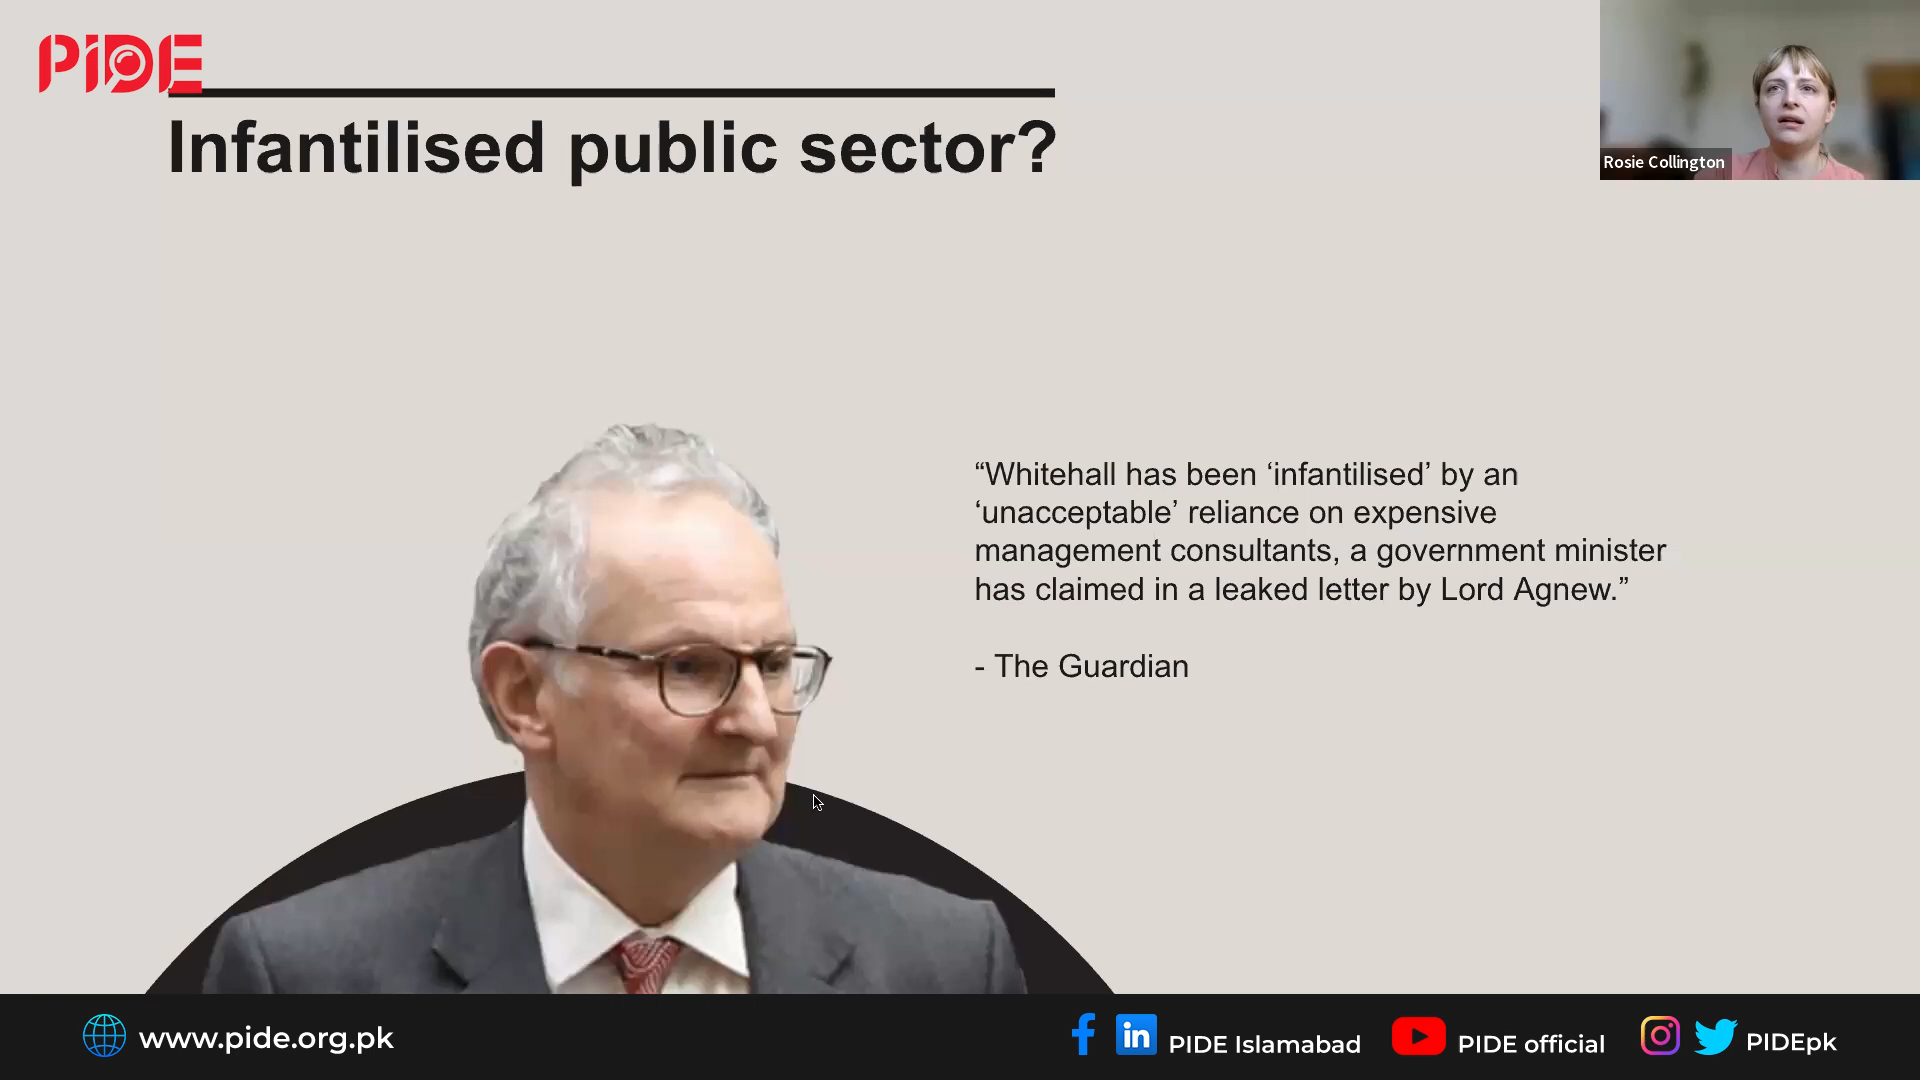 PiDE
Infantilised public sector?
Rosie Collington
“Whitehall has been ‘infantilised’ by an
‘unacceptable’ reliance on expensive
management consultants, a government minister
has claimed in a leaked letter by Lord Agnew.”
- The Guardian
www.pide.org.pk
in PIDE Islamabad
PIDE official
PIDEpk